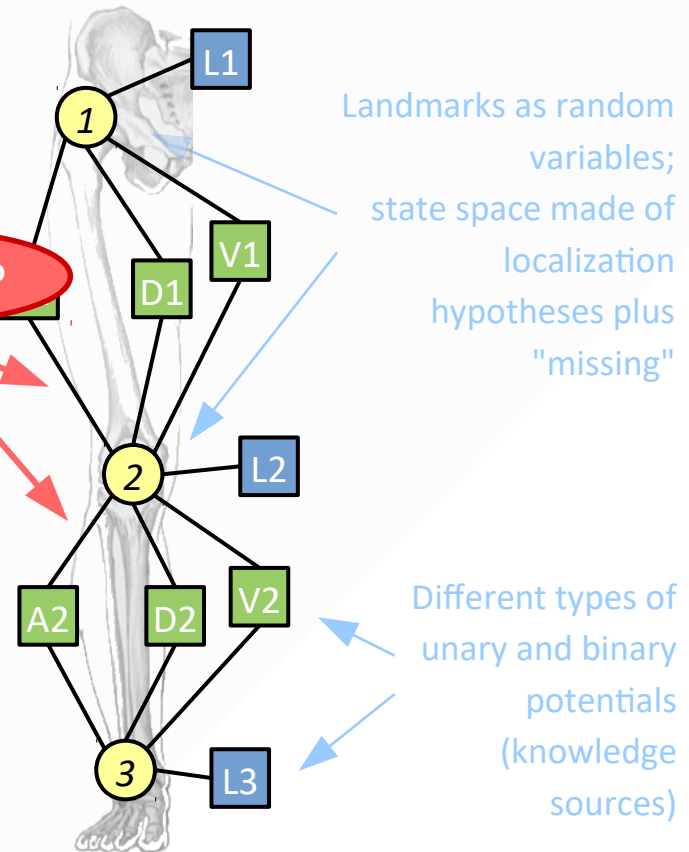 L1
1
Landmarks as random
variables;
state space made of
localization
hypotheses plus
"missing"
V1
D1
2
L2
A2
D2
V2
Different types of
unary and binary
potentials
(knowledge
sources)
3
L3